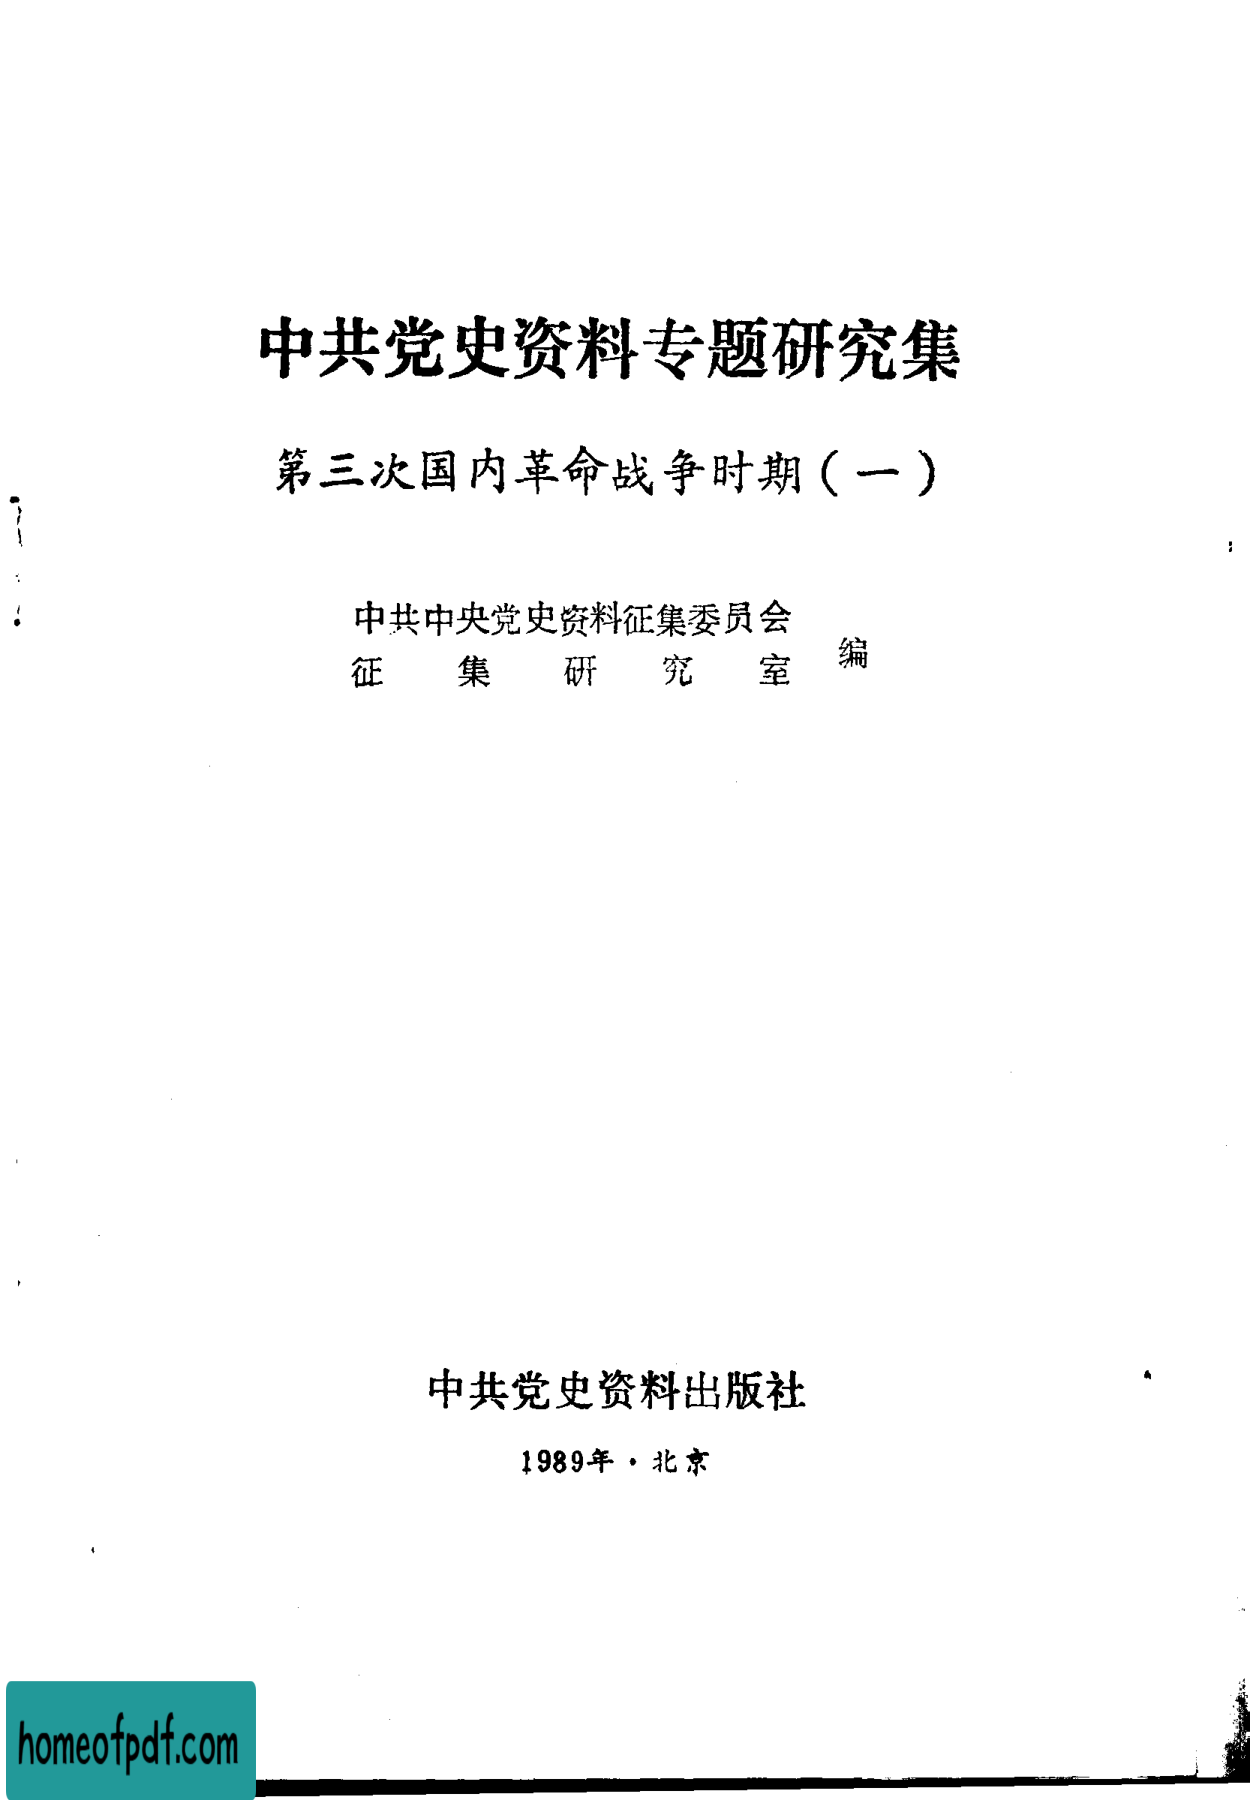 中共党史资料专题研究集
第三次国内革命战争时期(一)
中共中央党史资料征集委员会
征集研究室
编
中共党史资料出版社
1989年·北京
homeofpdf.com